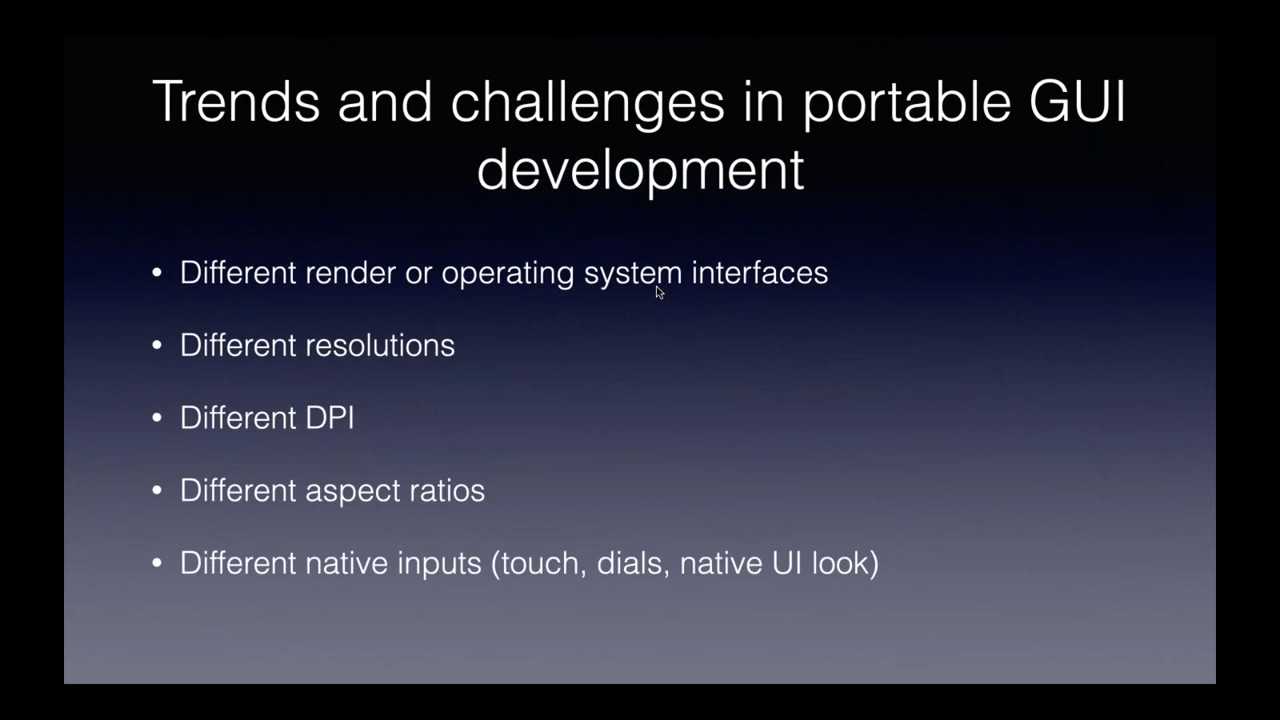 Trends and challenges in portable GUI
development
• Different render or operating system interfaces
• Different resolutions
• Different DPI
• Different aspect ratios
• Different native inputs (touch, dials, native UI look)